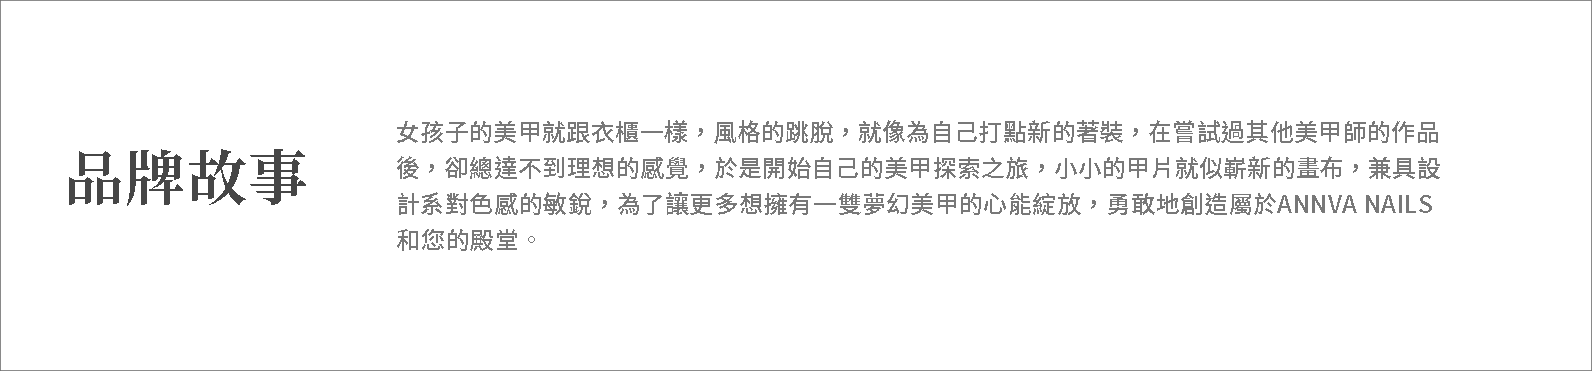 品牌故事
女孩子的美甲就跟衣櫃一樣，風格的跳脫，就像為自己打點新的著裝，在嘗試過其他美甲師的作品
後，卻總達不到理想的感覺，於是開始自己的美甲探索之旅，小小的甲片就似嶄新的畫布，兼具設
計系對色感的敏銳，為了讓更多想擁有一雙夢幻美甲的心能綻放，勇敢地創造屬於ANNVA NAILS
和您的殿堂。